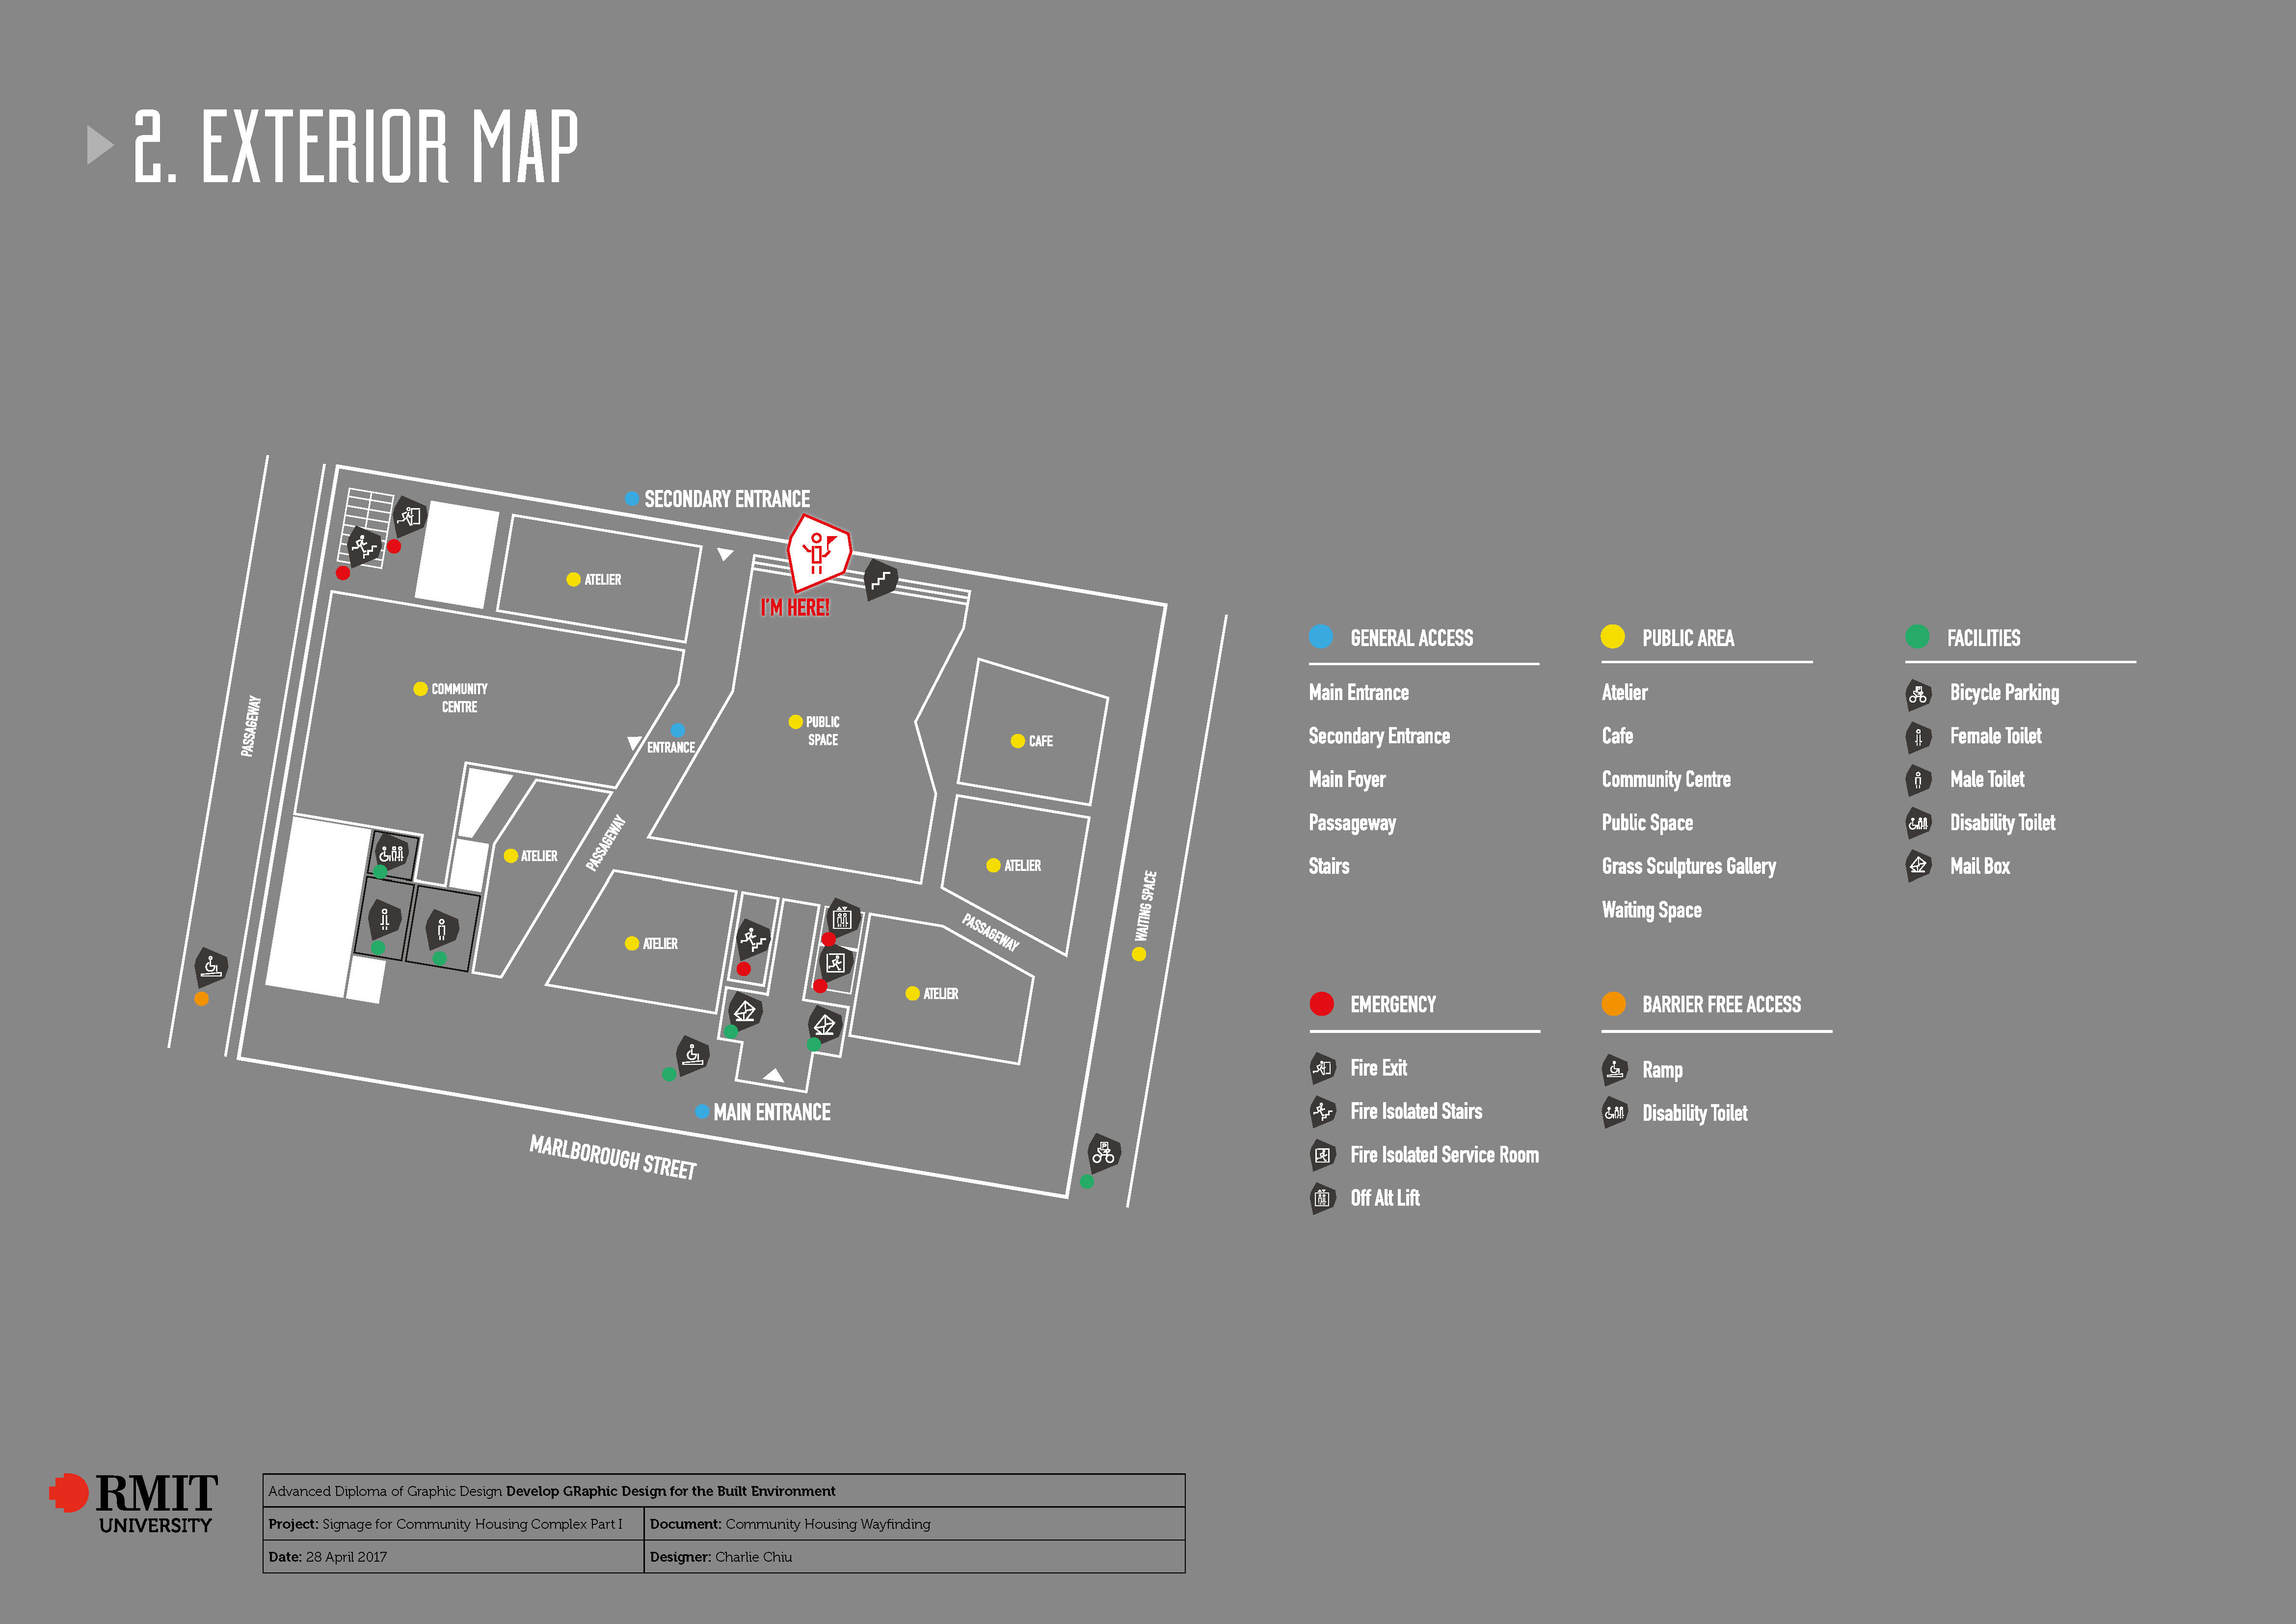 2. EXTERIOR MAP
SECONDARY ENTRANCE
ATELIER
I'M HERE!
COMMUNITY
CENTRE
PASSAGEWAY
ENTRANCE
PUBLIC
SPACE
CAFE
ATELIER
PASSAGEWAY
ATELIER
WAITING SPACE
PASSAGEWAY
ATELIER
ATELIER
MAIN ENTRANCE
MARLBOROUGH STREET
GENERAL ACCESS
Main Entrance
Secondary Entrance
Main Foyer
Passageway
Stairs
PUBLIC AREA
Atelier
Cafe
Community Centre
Public Space
Grass Sculptures Gallery
Waiting Space
FACILITIES
Bicycle Parking
Female Toilet
Male Toilet
Disability Toilet
Mail Box
EMERGENCY
Fire Exit
Fire Isolated Stairs
Fire Isolated Service Room
Off Alt Lift
BARRIER FREE ACCESS
Ramp
Disability Toilet
RMIT
UNIVERSITY
Advanced Diploma of Graphic Design Develop GRaphic Design for the Built Environment
Project: Signage for Community Housing Complex Part I
Document: Community Housing Wayfinding
Date: 28 April 2017
Designer: Charlie Chiu